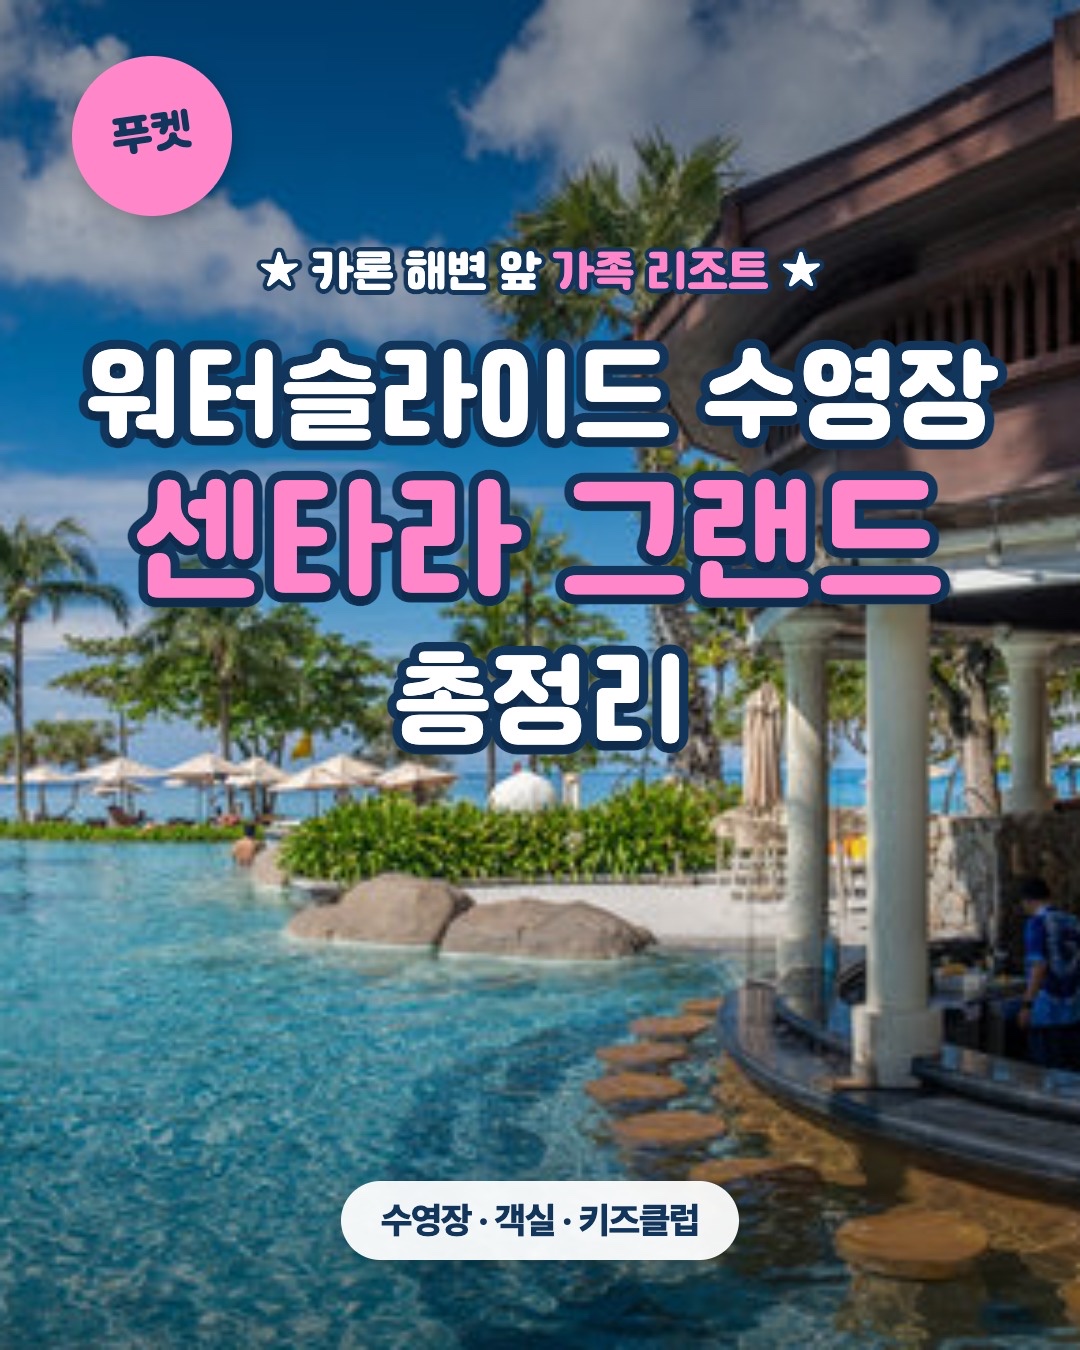 푸켓
★ 카론 해변 앞 가족 리조트 ★
워터슬라이드 수영장
센타라 그랜드
총정리
수영장 · 객실 · 키즈클럽